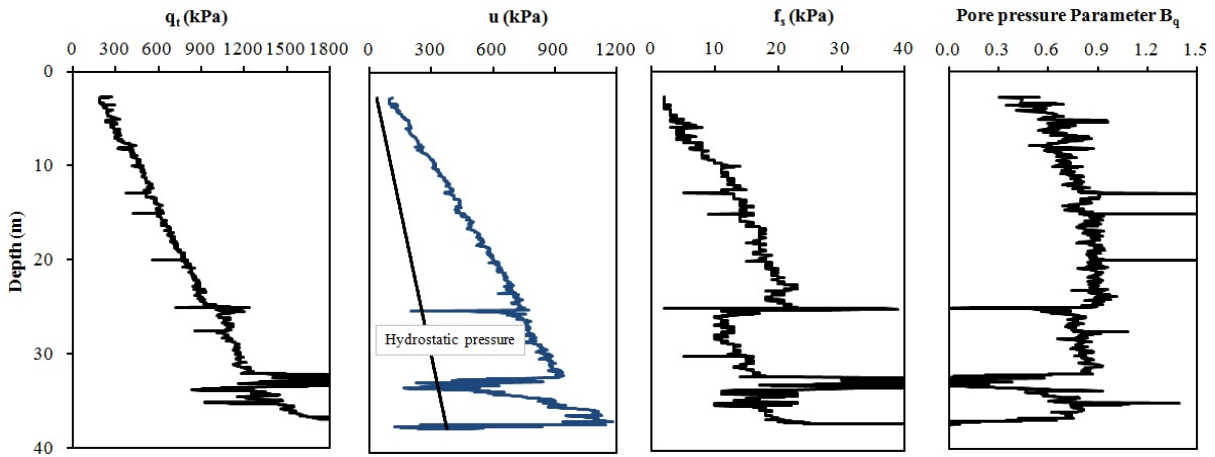 qt (kPa)
u (kPa)
fs (kPa)
Pore pressure Parameter Bq
0 300 600 900 1200 1500 1800
0 300 600 900 1200
0 10 20 30 40
0.0 0.3 0.6 0.9 1.2 1.5
0
10
20
30
40
Depth (m)
Hydrostatic pressure